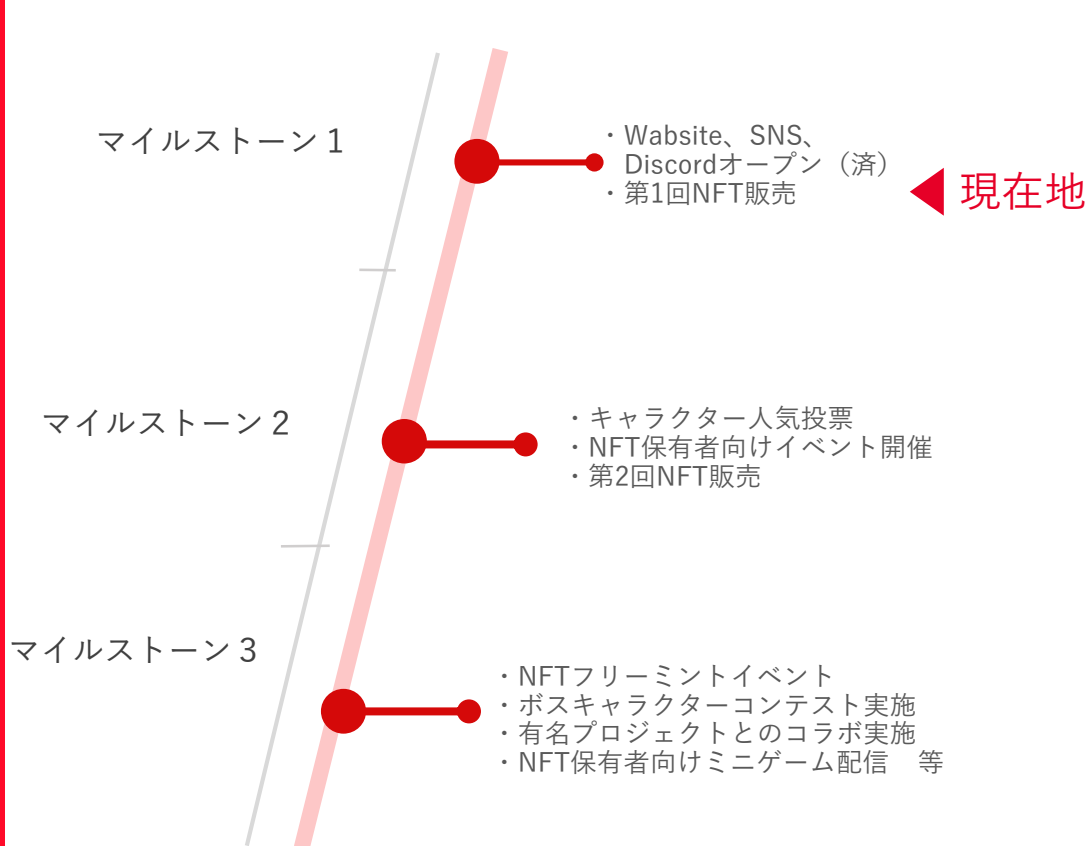 マイルストーン１
・Wabsite、SNS、
Discordオープン（済）
・第1回NFT販売
現在地
マイルストーン２
・キャラクター人気投票
・NFT保有者向けイベント開催
・第2回NFT販売
マイルストーン３
・NFTフリーミントイベント
・ボスキャラクターコンテスト実施
・有名プロジェクトとのコラボ実施
・NFT保有者向けミニゲーム配信　等